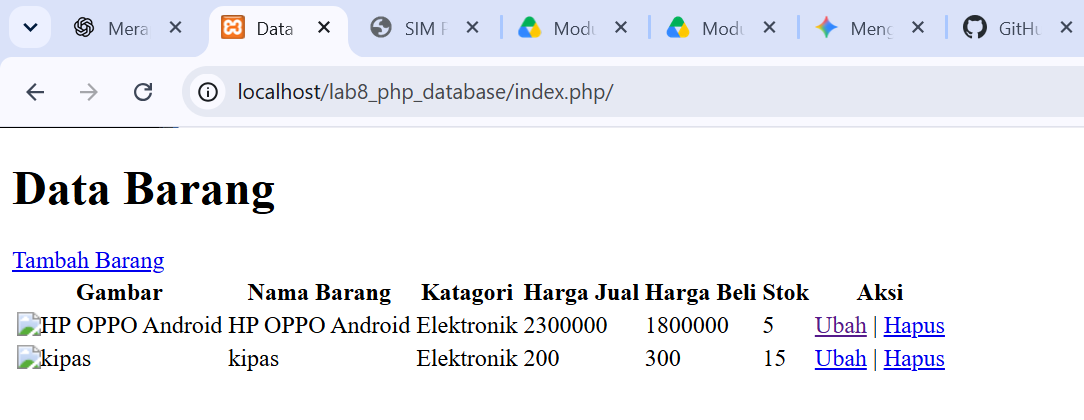 Mera
Data
SIM P
Modu
Modu
Meng
GitHu
localhost/lab8_php_database/index.php/
Data Barang
Tambah Barang
Gambar Nama Barang Katagori Harga Jual Harga Beli Stok Aksi
HP OPPO Android HP OPPO Android Elektronik 2300000 1800000 5 Ubah | Hapus
kipas kipas Elektronik 200 300 15 Ubah | Hapus